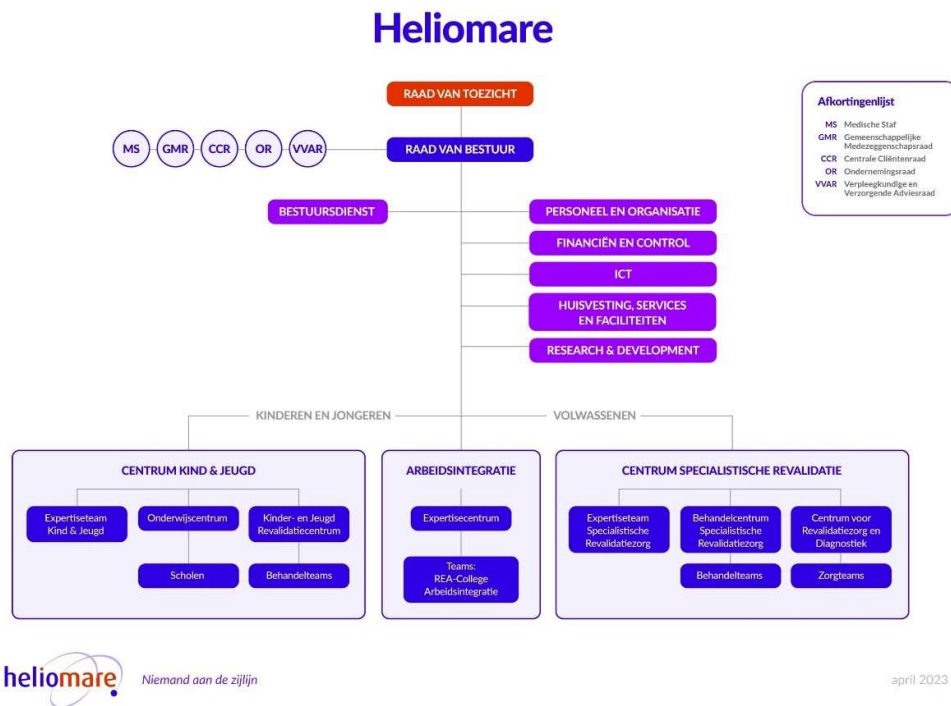 Heliomare
RAAD VAN TOEZICHT
MS GMR CCR OR VVAR
RAAD VAN BESTUUR
Afkortingenlijst
MS Medische Staf
GMR Gemeenschappelijke
Medezeggenschapsraad
CCR Centrale Cliëntenraad
OR Ondernemingsraad
VVAR Verpleegkundige en
Verzorgende Adviesraad
BESTUURSDIENST
PERSONEEL EN ORGANISATIE
FINANCIËN EN CONTROL
ICT
HUISVESTING, SERVICES
EN FACILITEITEN
RESEARCH & DEVELOPMENT
KINDEREN EN JONGEREN
VOLWASSENEN
CENTRUM KIND & JEUGD
Expertiseteam
Kind & Jeugd
Onderwijscentrum
Kinder- en Jeugd
Revalidatiecentrum
Scholen
Behandelteams
ARBEIDSINTEGRATIE
Expertisecentrum
Teams:
REA-College
Arbeidsintegratie
CENTRUM SPECIALISTISCHE REVALIDATIE
Expertiseteam
Specialistische
Revalidatiezorg
Behandelcentrum
Specialistische
Revalidatiezorg
Centrum voor
Revalidatiezorg en
Diagnostiek
Behandelteams
Zorgteams
heliomare
Niemand aan de zijlijn
april 2023